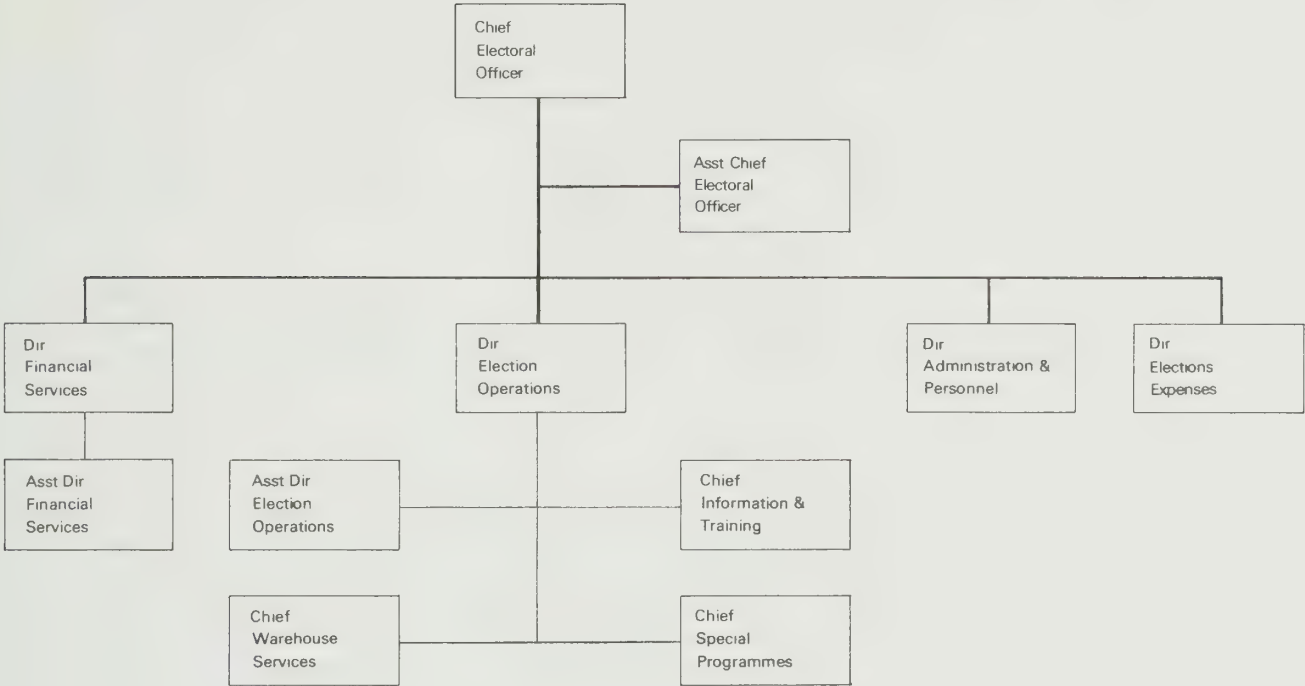 Chief
Electoral
Officer
Asst Chief
Electoral
Officer
Dir
Financial
Services
Dir
Election
Operations
Dir
Administration &
Personnel
Dir
Elections
Expenses
Asst Dir
Financial
Services
Asst Dir
Election
Operations
Chief
Information &
Training
Chief
Warehouse
Services
Chief
Special
Programmes